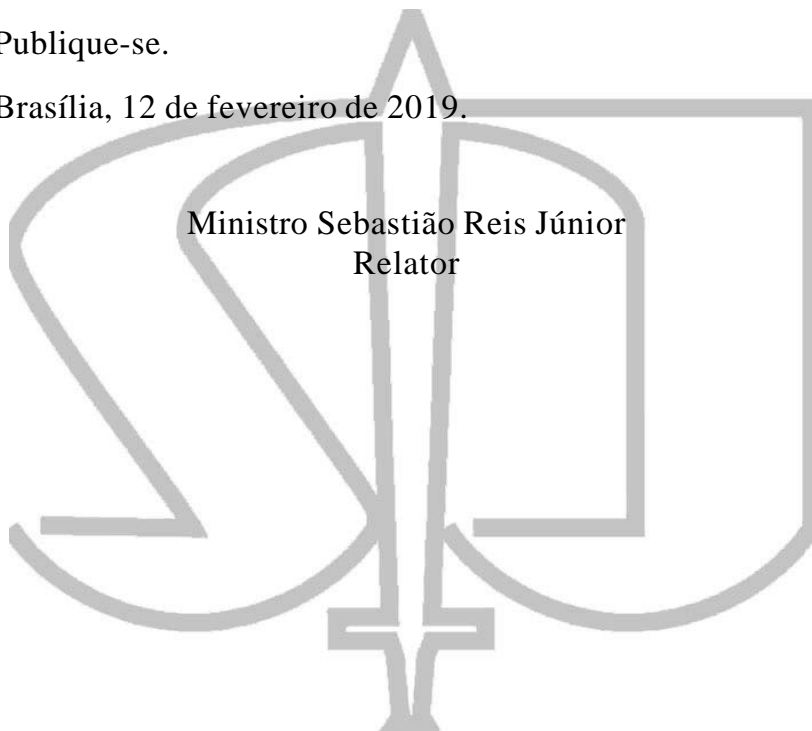 Publique-se.
Brasília, 12 de fevereiro de 2019.
Ministro Sebastião Reis Júnior
Relator